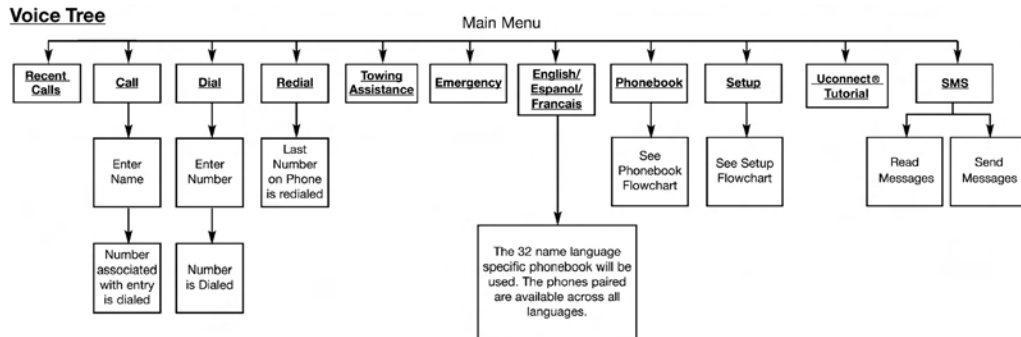 Voice Tree
Main Menu
Recent
Calls
Call
Dial
Redial
Towing
Assistance
Emergency
English/
Espanol/
Francais
Phonebook
Setup
Uconnect®
Tutorial
SMS
Enter
Name
Enter
Number
Last
Number
on Phone
is redialed
See
Phonebook
Flowchart
See Setup
Flowchart
Read
Messages
Send
Messages
Number
associated
with entry
is dialed
Number
is Dialed
The 32 name language
specific phonebook will be
used. The phones paired
are available across all
languages.